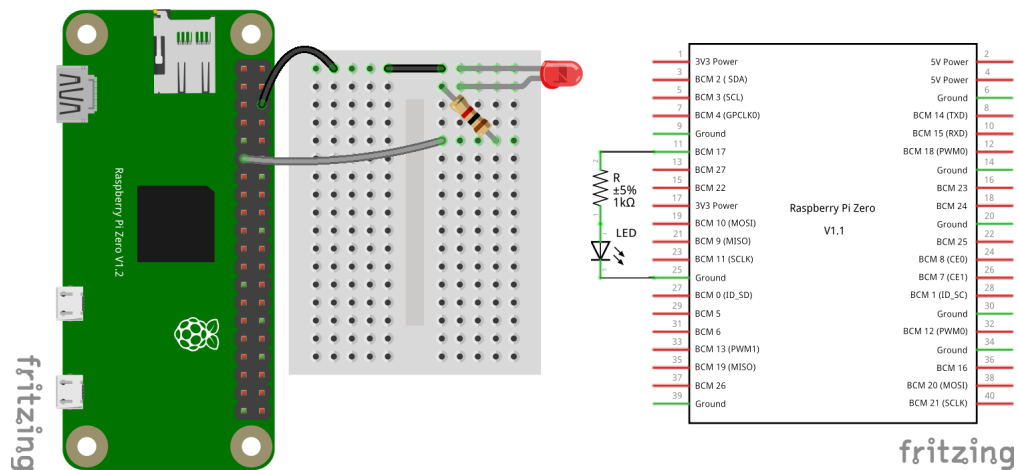 Raspberry Pi Zero V1.2
fritzing
1
3V3 Power
3
BCM 2 ( SDA)
5
BCM 3 (SCL)
7
BCM 4 (GPCLK0)
9
Ground
11
BCM 17
13
BCM 27
15
BCM 22
17
3V3 Power
19
BCM 10 (MOSI)
21
BCM 9 (MISO)
23
BCM 11 (SCLK)
25
Ground
27
BCM 0 (ID_SD)
29
BCM 5
31
BCM 6
33
BCM 13 (PWM1)
35
BCM 19 (MISO)
37
BCM 26
39
Ground
2
R
±5%
1kΩ
1
LED
Raspberry Pi Zero
V1.1
2
5V Power
4
5V Power
6
Ground
8
BCM 14 (TXD)
10
BCM 15 (RXD)
12
BCM 18 (PWM0)
14
Ground
16
BCM 23
18
BCM 24
20
Ground
22
BCM 25
24
BCM 8 (CE0)
26
BCM 7 (CE1)
28
BCM 1 (ID_SC)
30
Ground
32
BCM 12 (PWM0)
34
Ground
36
BCM 16
38
BCM 20 (MOSI)
40
BCM 21 (SCLK)
fritzing